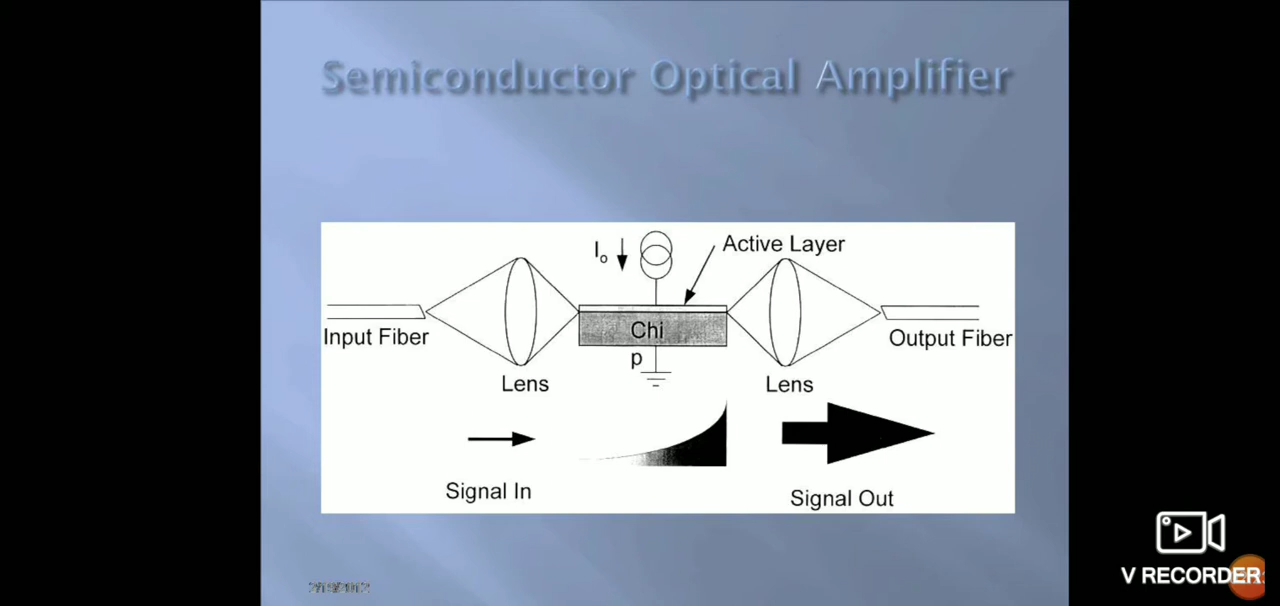 Semiconductor Optical Amplifier
Io
Active Layer
Chi
p
Input Fiber
Output Fiber
Lens
Lens
Signal In
Signal Out
V RECORDER